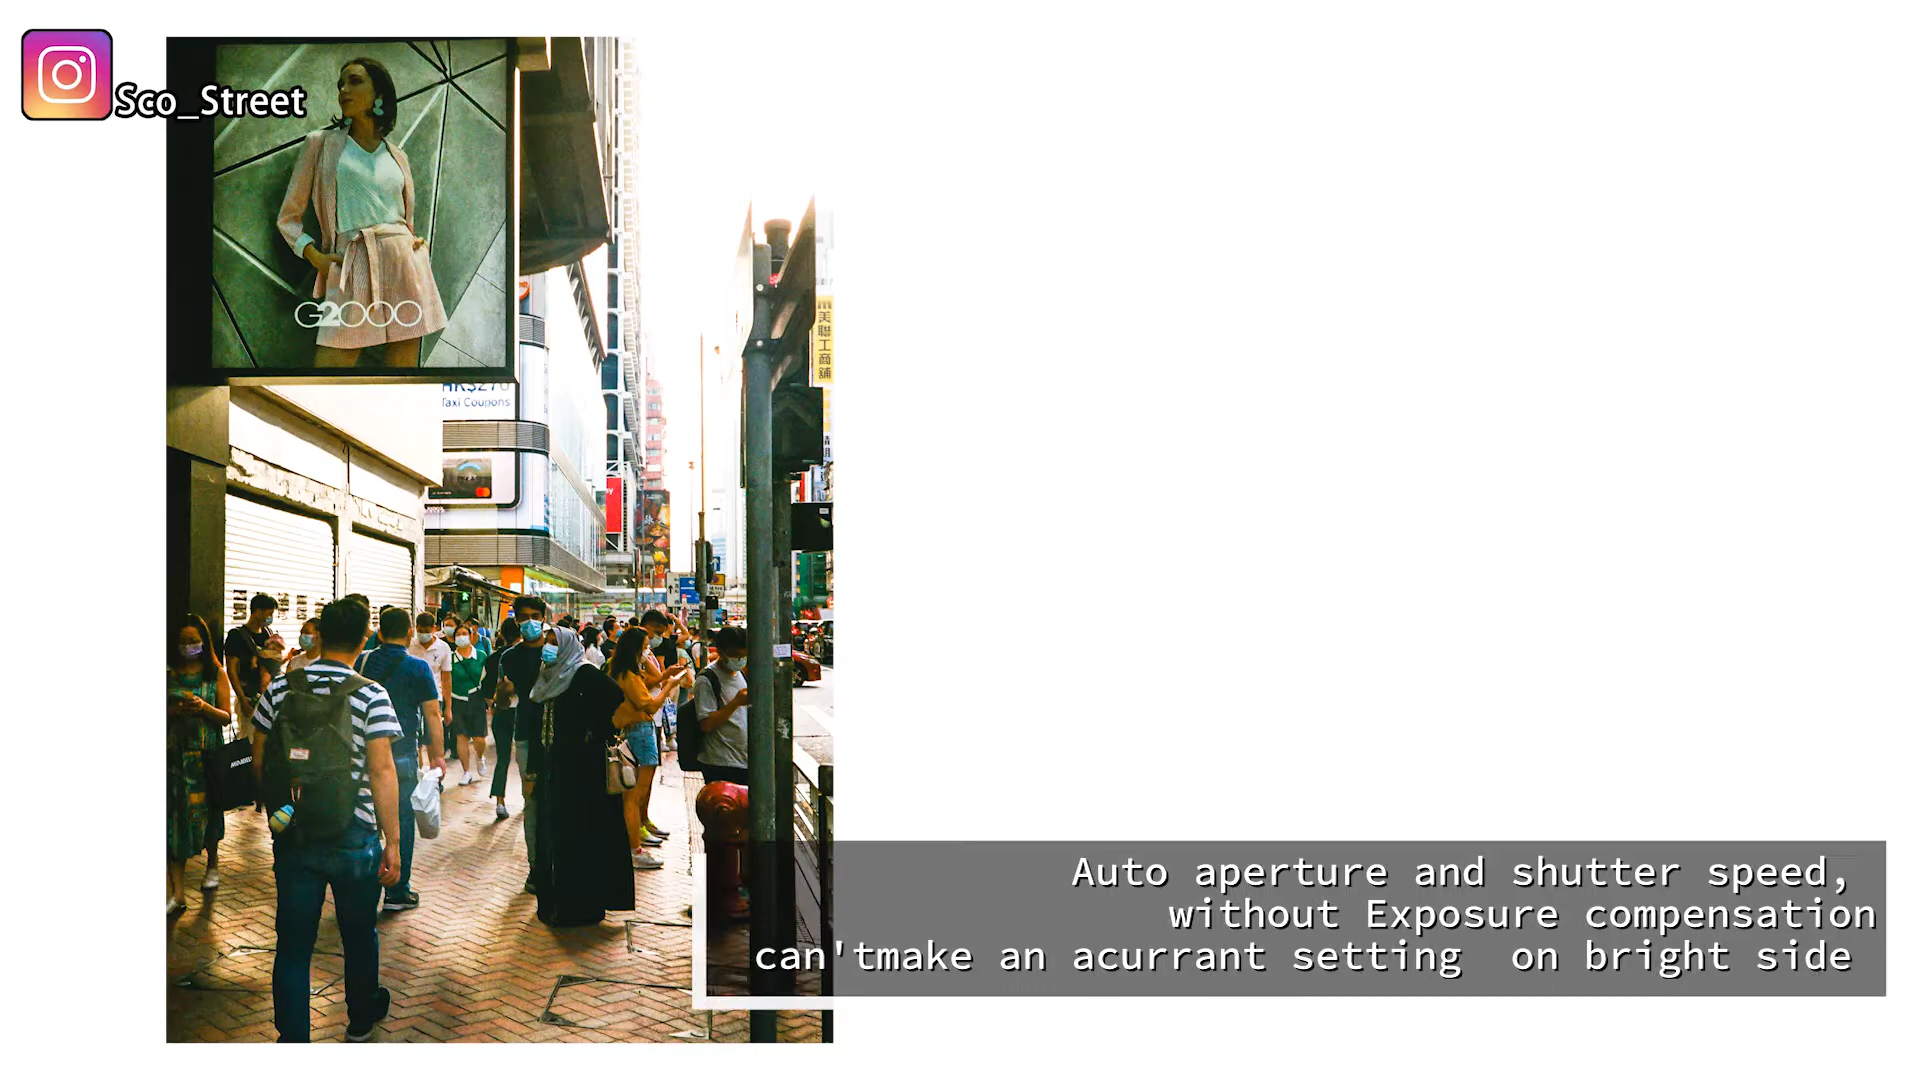 Sco_Street
G2000
HK$270
Taxi Coupons
美聯工商舖
Auto aperture and shutter speed,
without Exposure compensation
can'tmake an acurrant setting  on bright side